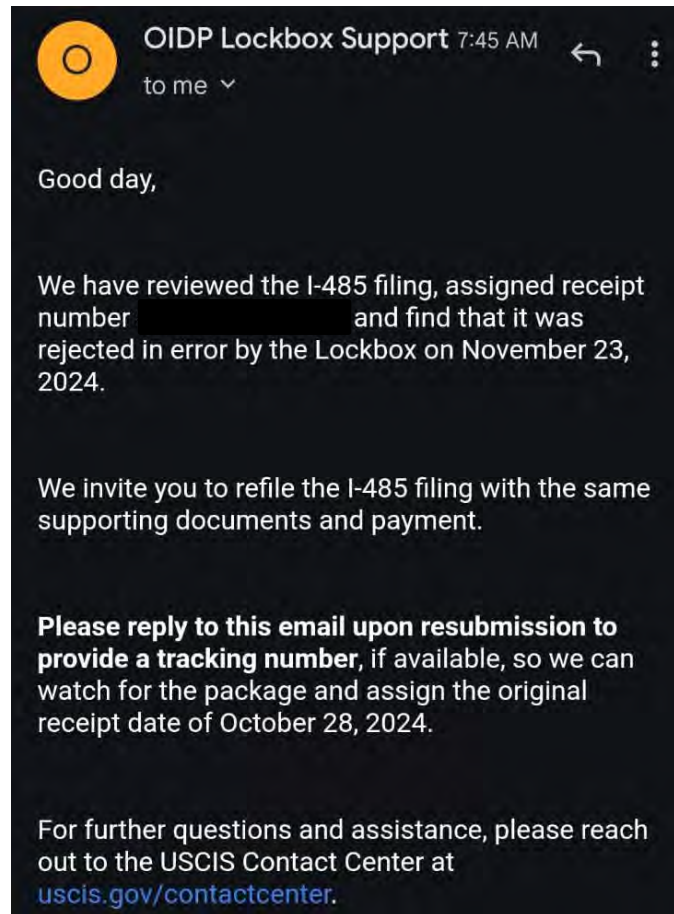 O
OIDP Lockbox Support 7:45 AM
to me
Good day,
We have reviewed the I-485 filing, assigned receipt
number and find that it was
rejected in error by the Lockbox on November 23,
2024.
We invite you to refile the I-485 filing with the same
supporting documents and payment.
Please reply to this email upon resubmission to
provide a tracking number, if available, so we can
watch for the package and assign the original
receipt date of October 28, 2024.
For further questions and assistance, please reach
out to the USCIS Contact Center at
uscis.gov/contactcenter.